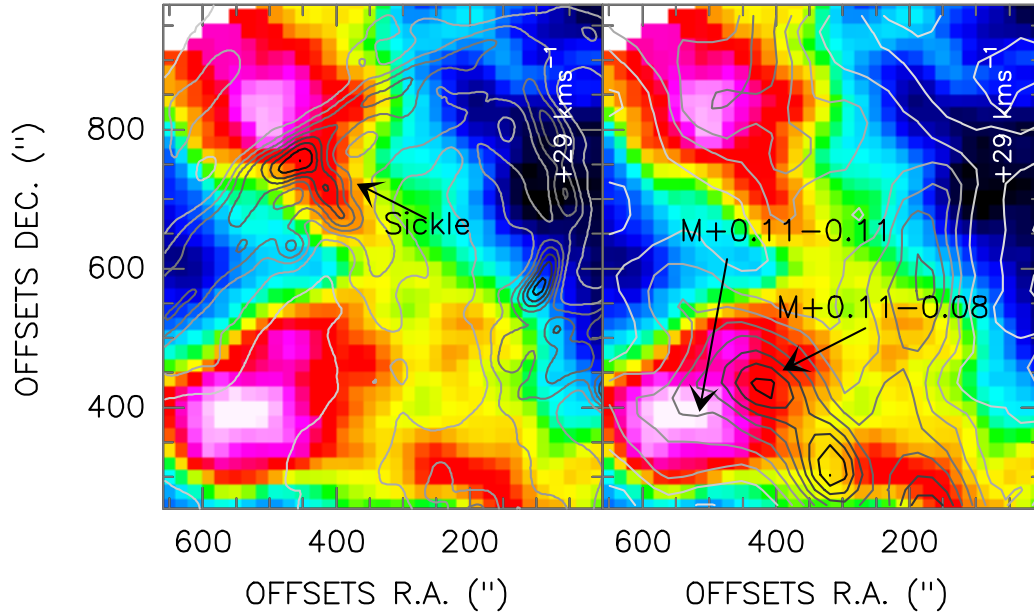 +29 kms⁻¹
+29 kms⁻¹
800
600
400
OFFSETS DEC. (")
Sickle
M+0.11−0.11
M+0.11−0.08
600 400 200
600 400 200
OFFSETS R.A. (")
OFFSETS R.A. (")